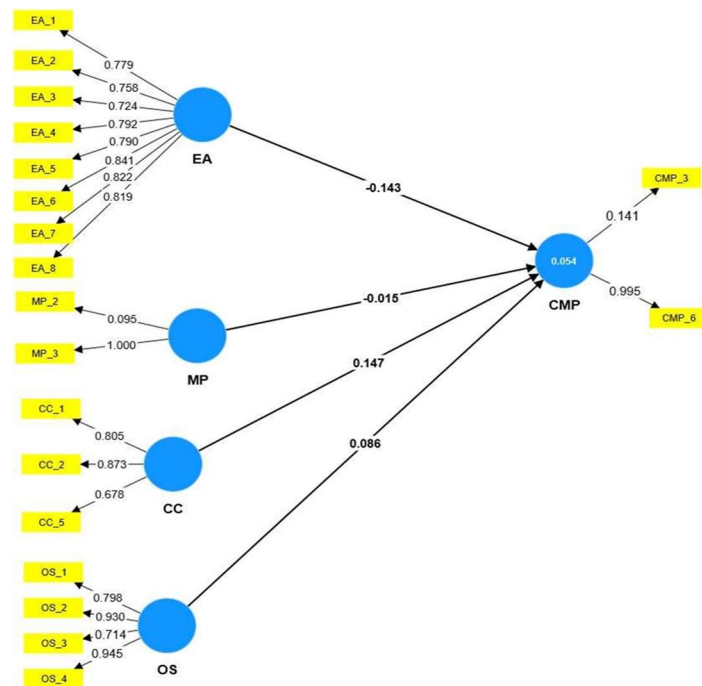 EA_1
0.779
EA_2
0.758
EA_3
0.724
EA_4
0.792
EA_5
0.790
EA_6
0.841
EA_7
0.822
EA_8
0.819
EA
-0.143
MP_2
0.095
MP_3
1.000
MP
-0.015
CC_1
0.805
CC_2
0.873
CC_5
0.678
CC
0.147
OS_1
0.798
OS_2
0.930
OS_3
0.714
OS_4
0.945
OS
0.086
0.054
CMP
CMP_3
0.141
CMP_6
0.995